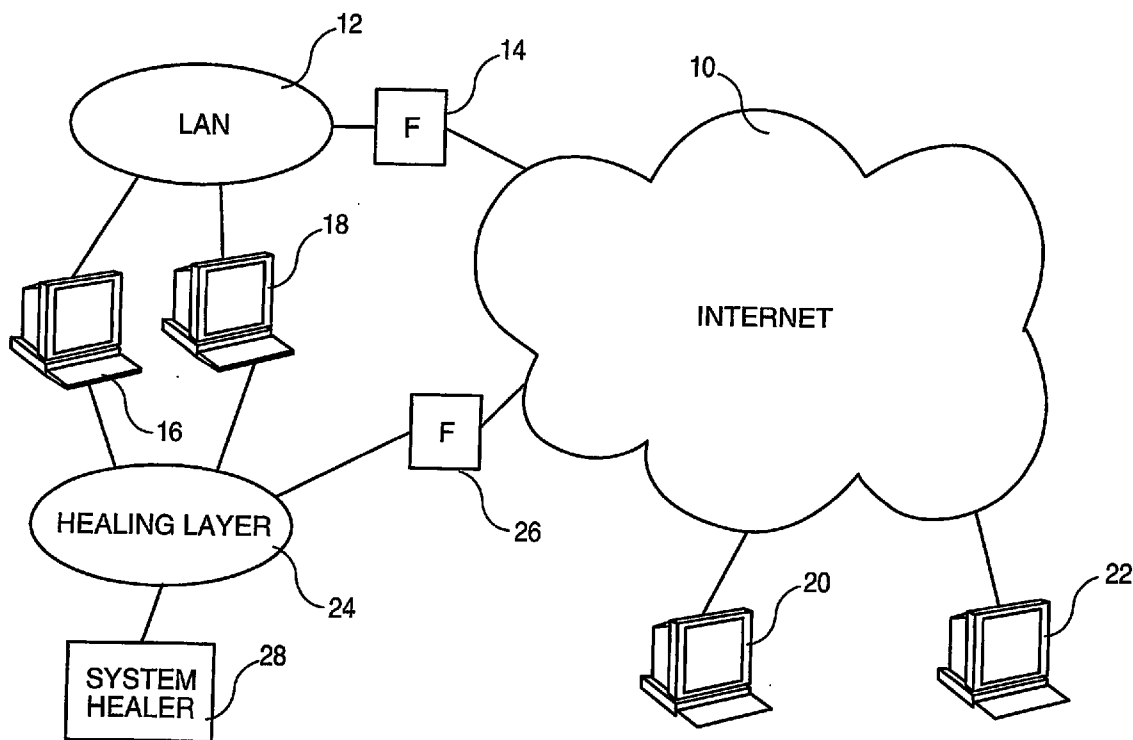 12
14
10
LAN
F
18
INTERNET
16
F
HEALING LAYER
26
24
20
22
28
SYSTEM
HEALER